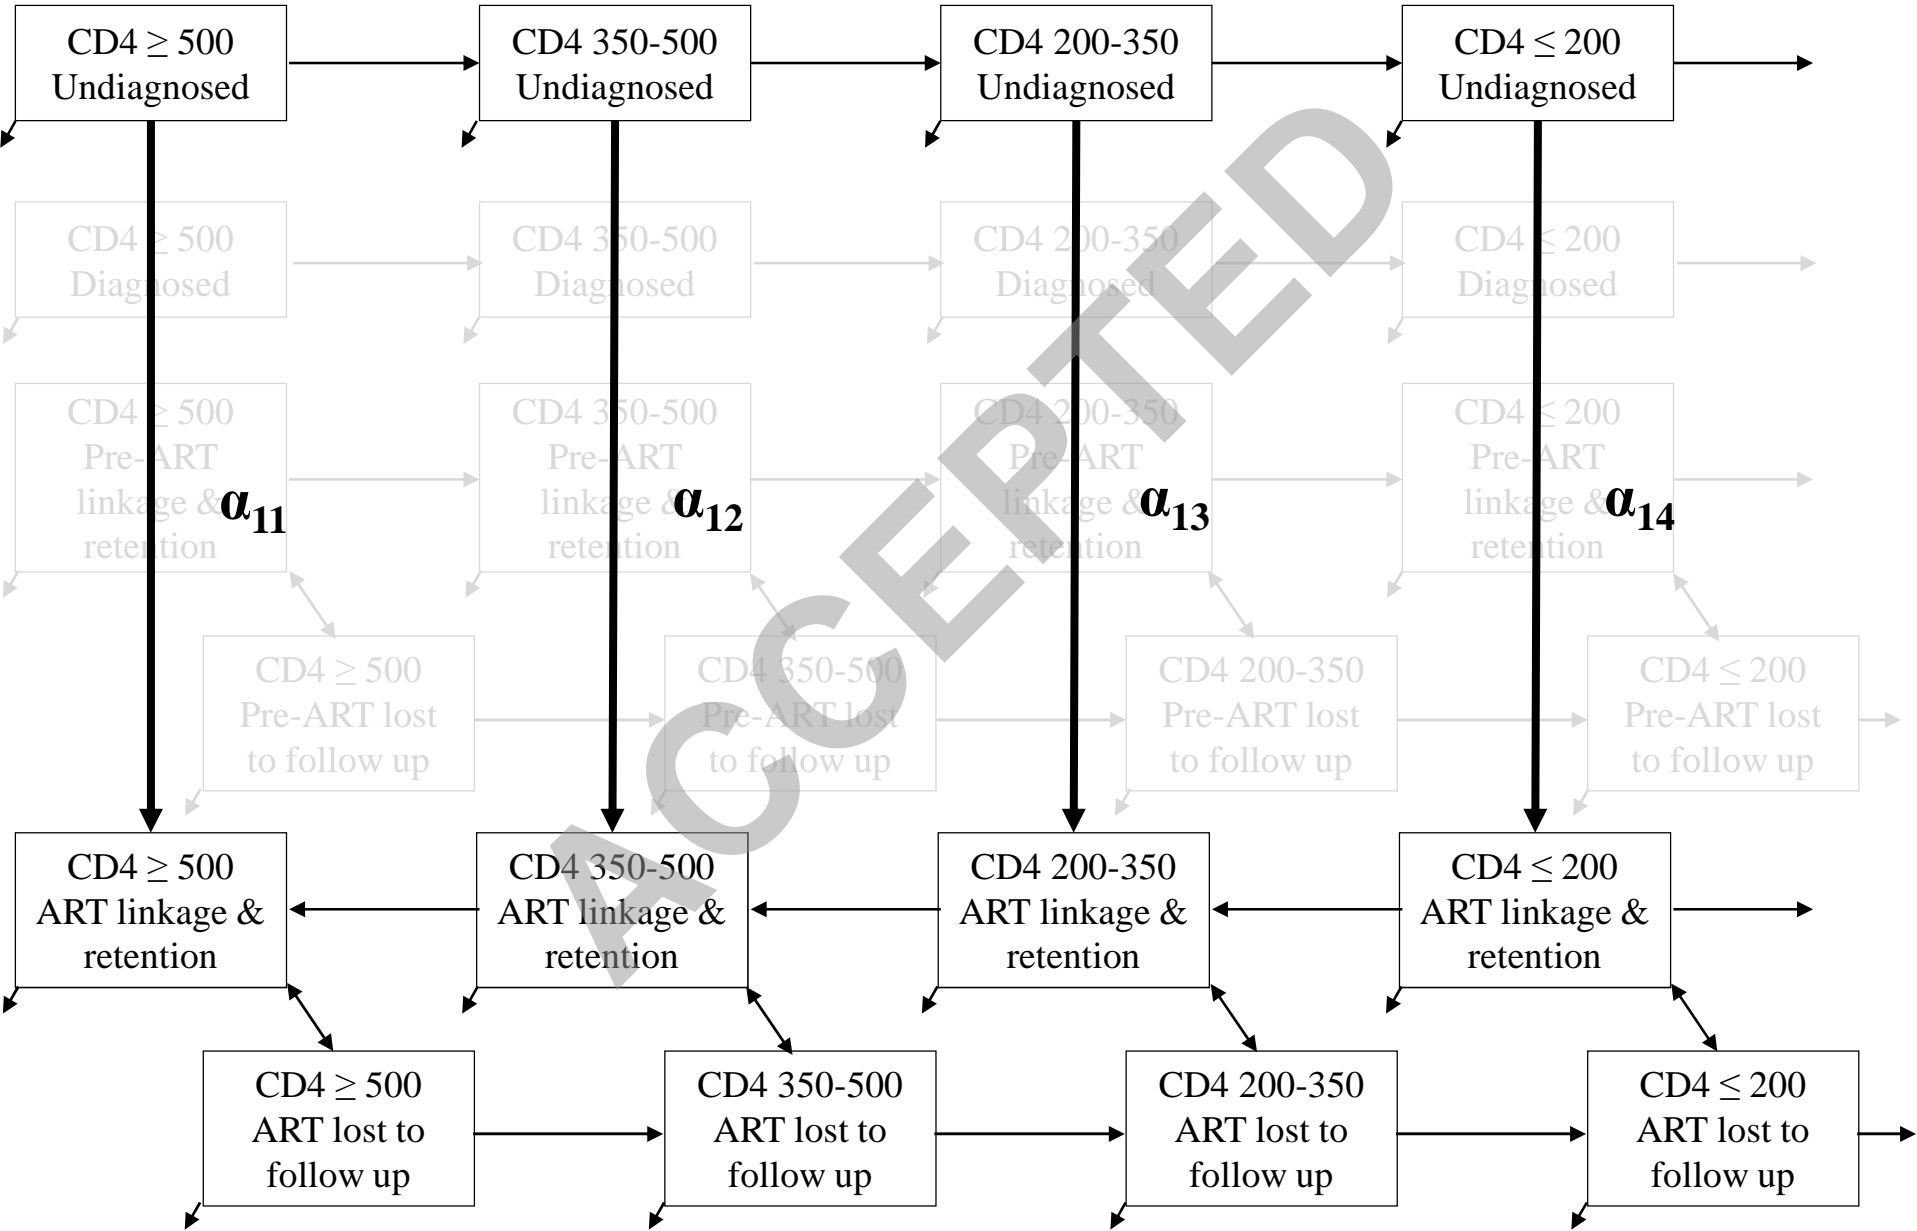 CD4 ≥ 500
Undiagnosed
CD4 350-500
Undiagnosed
CD4 200-350
Undiagnosed
CD4 ≤ 200
Undiagnosed
CD4 ≥ 500
Diagnosed
CD4 350-500
Diagnosed
CD4 200-350
Diagnosed
CD4 ≤ 200
Diagnosed
CD4 ≥ 500
Pre-ART
linkage &
retention
α11
CD4 350-500
Pre-ART
linkage &
retention
α12
CD4 200-350
Pre-ART
linkage &
retention
α13
CD4 ≤ 200
Pre-ART
linkage &
retention
α14
CD4 ≥ 500
Pre-ART lost
to follow up
CD4 350-500
Pre-ART lost
to follow up
CD4 200-350
Pre-ART lost
to follow up
CD4 ≤ 200
Pre-ART lost
to follow up
CD4 ≥ 500
ART linkage &
retention
CD4 350-500
ART linkage &
retention
CD4 200-350
ART linkage &
retention
CD4 ≤ 200
ART linkage &
retention
CD4 ≥ 500
ART lost to
follow up
CD4 350-500
ART lost to
follow up
CD4 200-350
ART lost to
follow up
CD4 ≤ 200
ART lost to
follow up
ACCEPTED